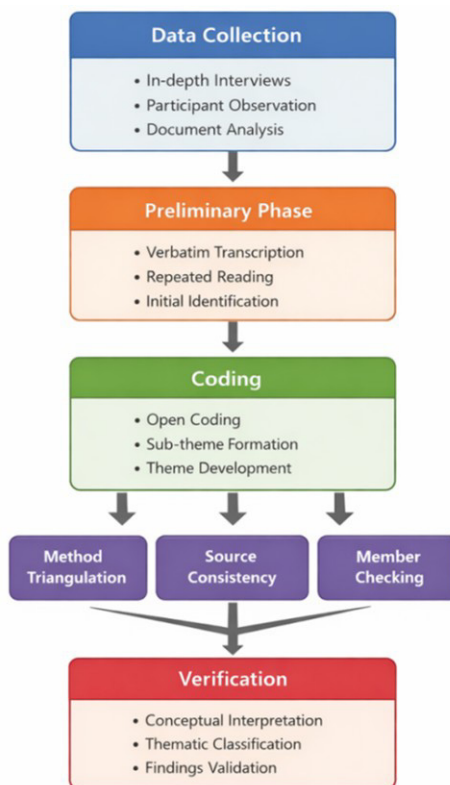 Data Collection
• In-depth Interviews
• Participant Observation
• Document Analysis
Preliminary Phase
• Verbatim Transcription
• Repeated Reading
• Initial Identification
Coding
• Open Coding
• Sub-theme Formation
• Theme Development
Method
Triangulation
Source
Consistency
Member
Checking
Verification
• Conceptual Interpretation
• Thematic Classification
• Findings Validation